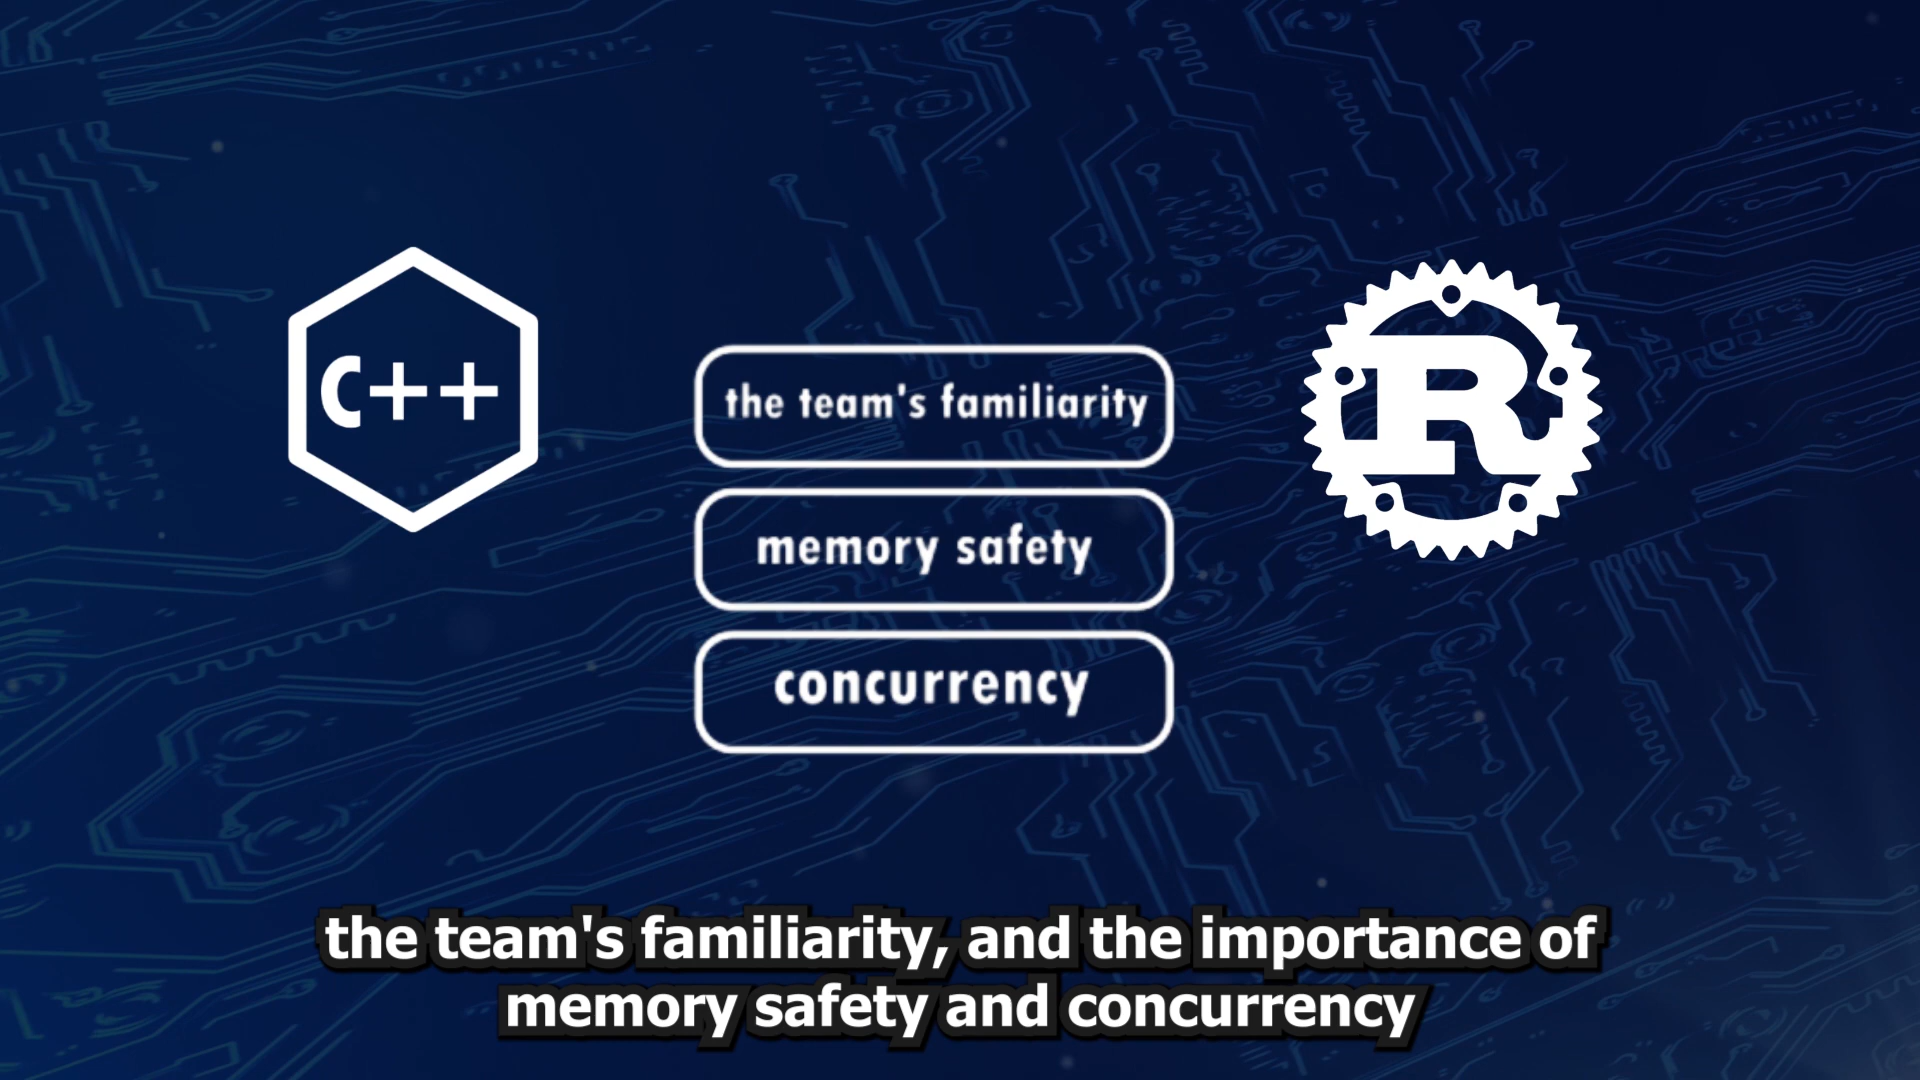 C++
the team's familiarity
memory safety
concurrency
R
the team's familiarity, and the importance of
memory safety and concurrency